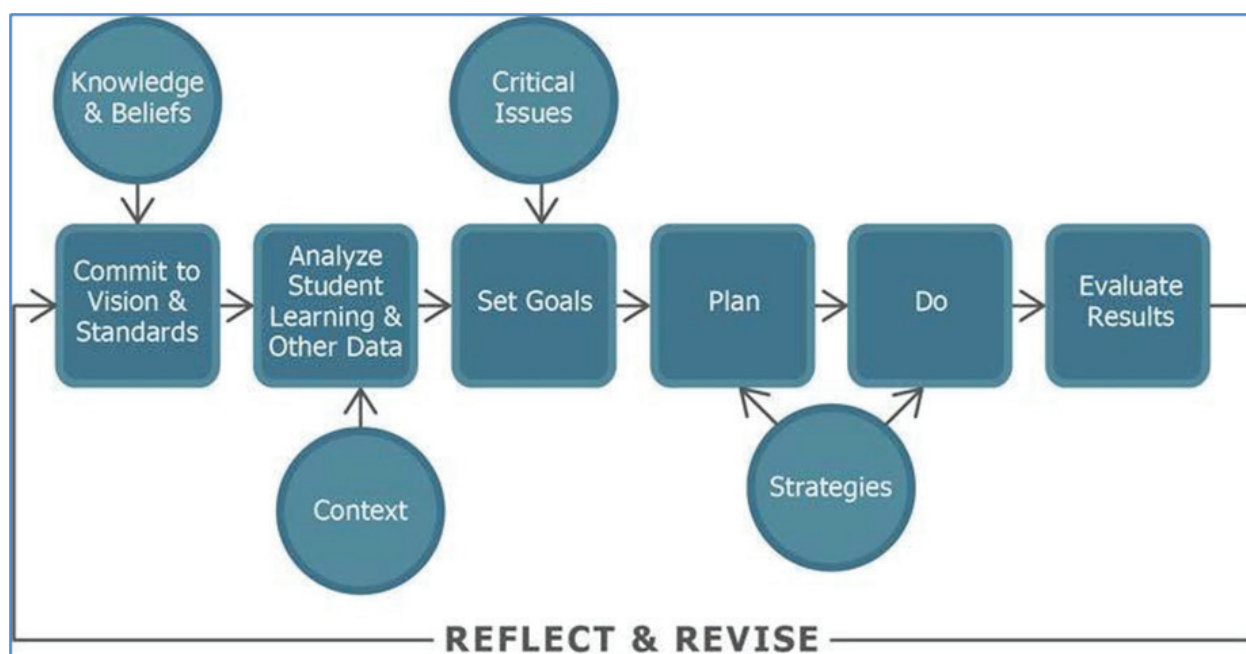 Knowledge
& Beliefs
Critical
Issues
Commit to
Vision &
Standards
Analyze
Student
Learning &
Other Data
Set Goals
Plan
Do
Evaluate
Results
Context
Strategies
REFLECT & REVISE